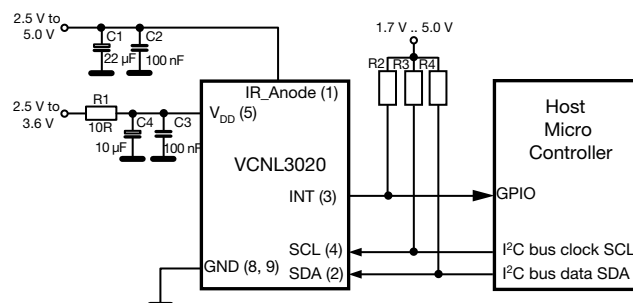 2.5 V to
5.0 V
C1
C2
22 µF
100 nF
1.7 V .. 5.0 V
R2
R3
R4
IR_Anode (1)
2.5 V to
3.6 V
R1
10R
C4
C3
10 µF
100 nF
V_DD (5)
VCNL3020
Host
Micro
Controller
INT (3)
GPIO
SCL (4)
I²C bus clock SCL
GND (8, 9)
SDA (2)
I²C bus data SDA